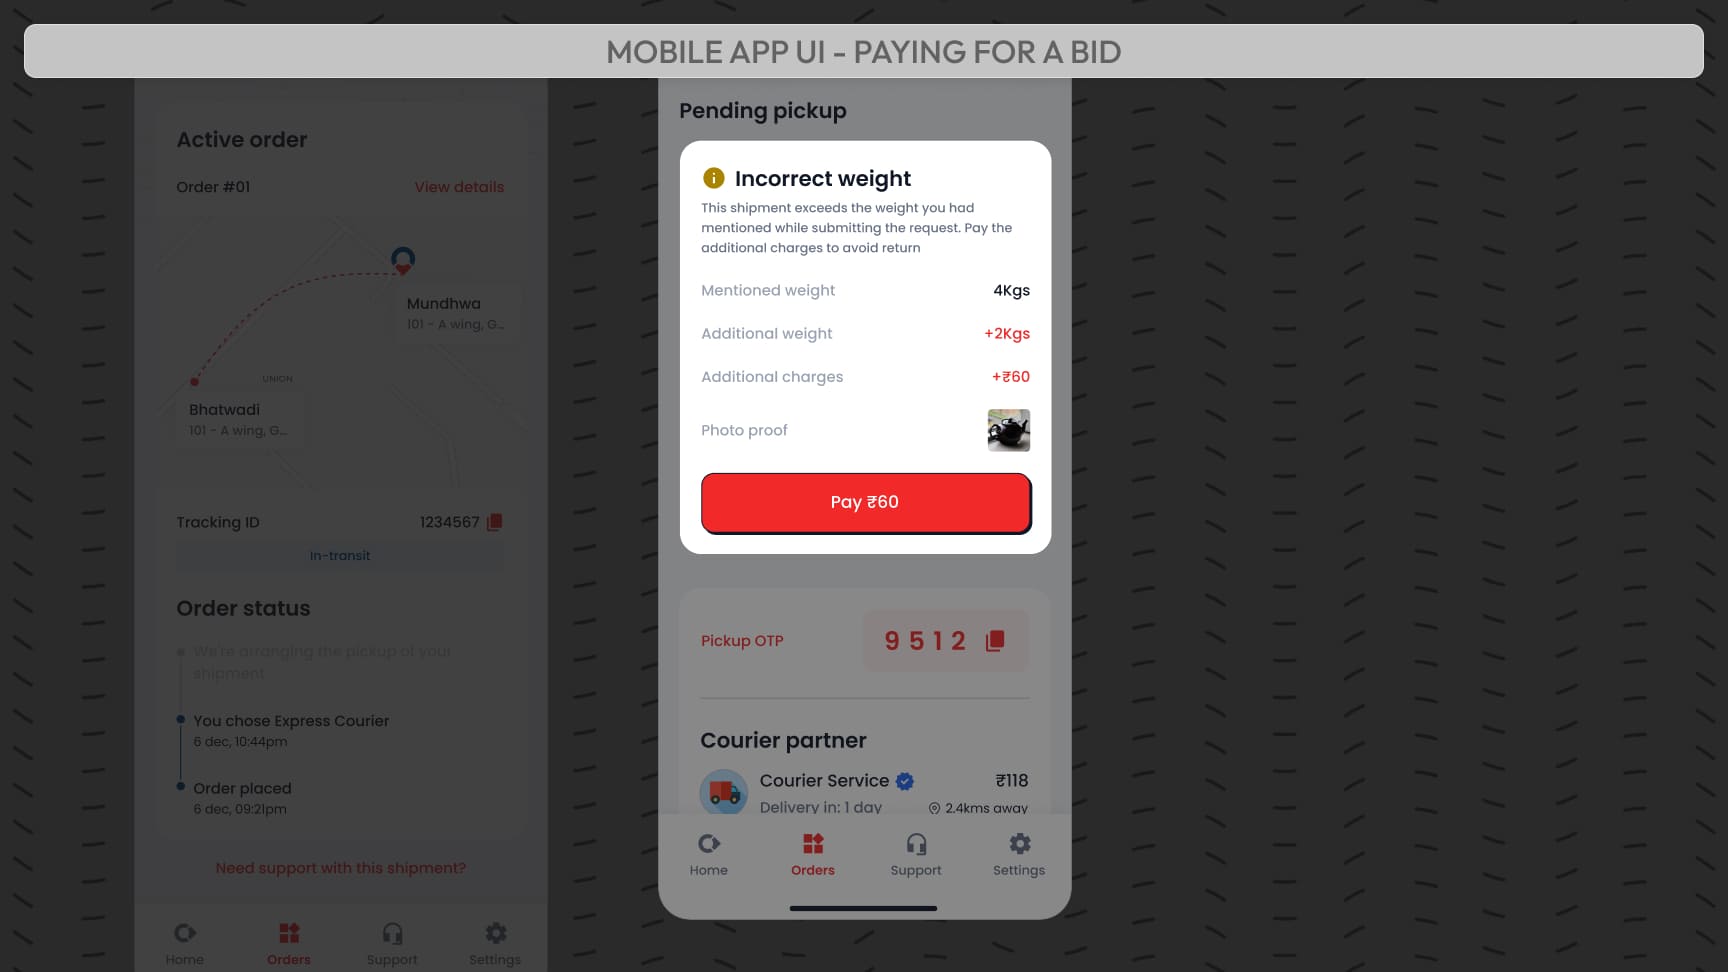 MOBILE APP UI - PAYING FOR A BID
Active order
Order #01
View details
Mundhwa
101 - A wing, G...
UNION
Bhatwadi
101 - A wing, G...
Tracking ID
1234567
In-transit
Order status
We're arranging the pickup of your
shipment
You chose Express Courier
6 dec, 10:44pm
Order placed
6 dec, 09:21pm
Need support with this shipment?
Home
Orders
Support
Settings
Pending pickup
Incorrect weight
This shipment exceeds the weight you had
mentioned while submitting the request. Pay the
additional charges to avoid return
Mentioned weight
4Kgs
Additional weight
+2Kgs
Additional charges
+₹60
Photo proof
Pay ₹60
Pickup OTP
9 5 1 2
Courier partner
Courier Service
₹118
Delivery in: 1 day
2.4kms away
Home
Orders
Support
Settings